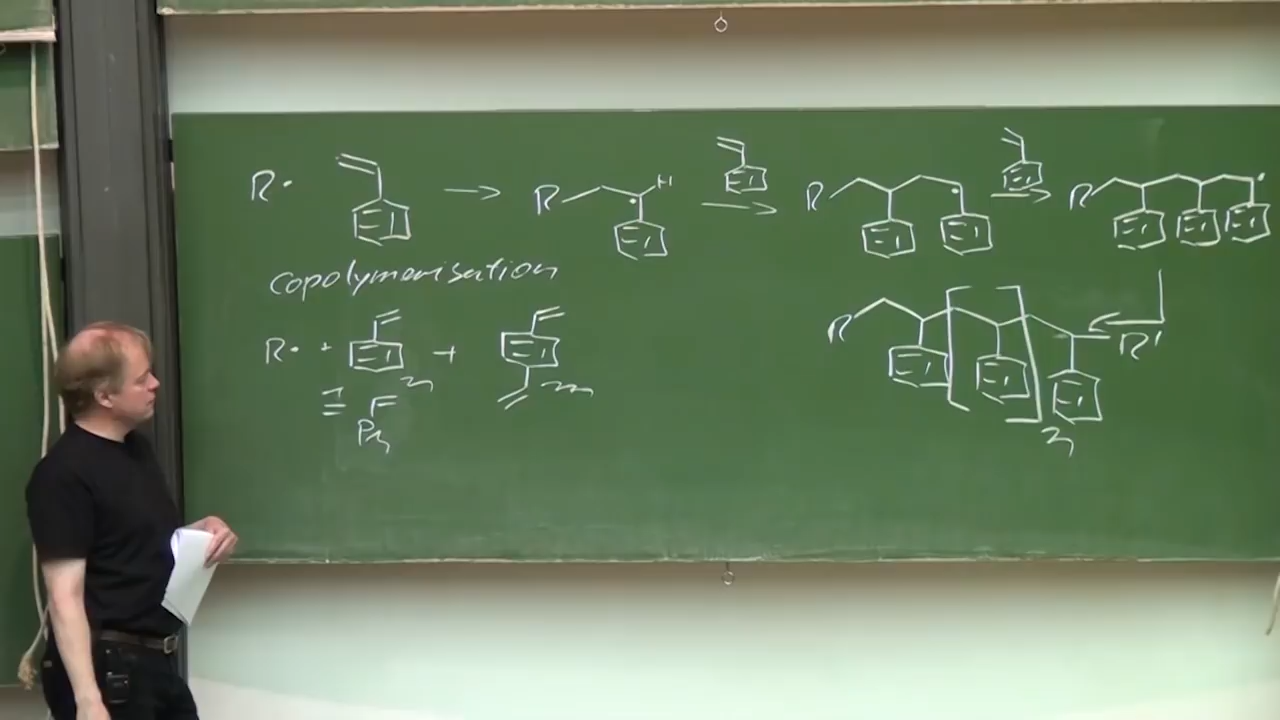 R· → R H → R → R
copolymerisation
R R'
n
R· + n + m
≡ Ph